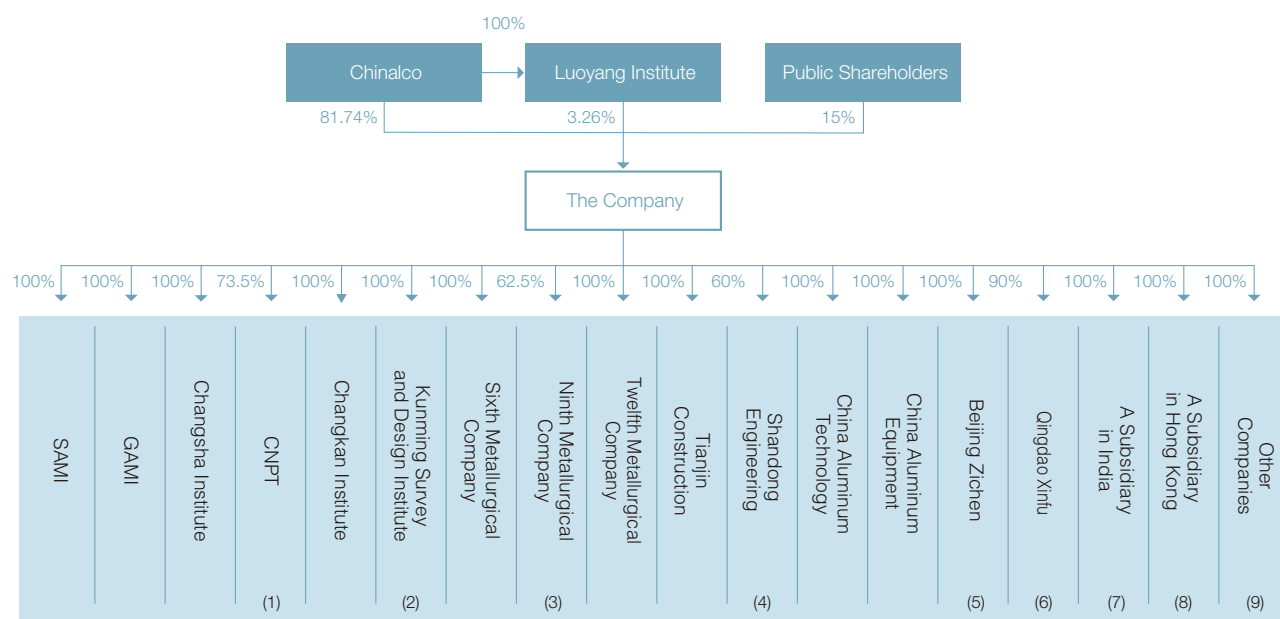 100%
Chinalco
Luoyang Institute
Public Shareholders
81.74%
3.26%
15%
The Company
100%
100%
100%
73.5%
100%
100%
100%
62.5%
100%
100%
60%
100%
100%
100%
90%
100%
100%
100%
SAMI
GAMI
Changsha Institute
CNPT
(1)
Changkan Institute
Kunming Survey
and Design Institute
(2)
Sixth Metallurgical
Company
Ninth Metallurgical
Company
(3)
Twelfth Metallurgical
Company
Tianjin
Construction
Shandong
Engineering
(4)
China Aluminum
Technology
China Aluminum
Equipment
Beijing Zichen
(5)
Qingdao Xinfu
(6)
A Subsidiary
in India
(7)
A Subsidiary
in Hong Kong
(8)
Other
Companies
(9)